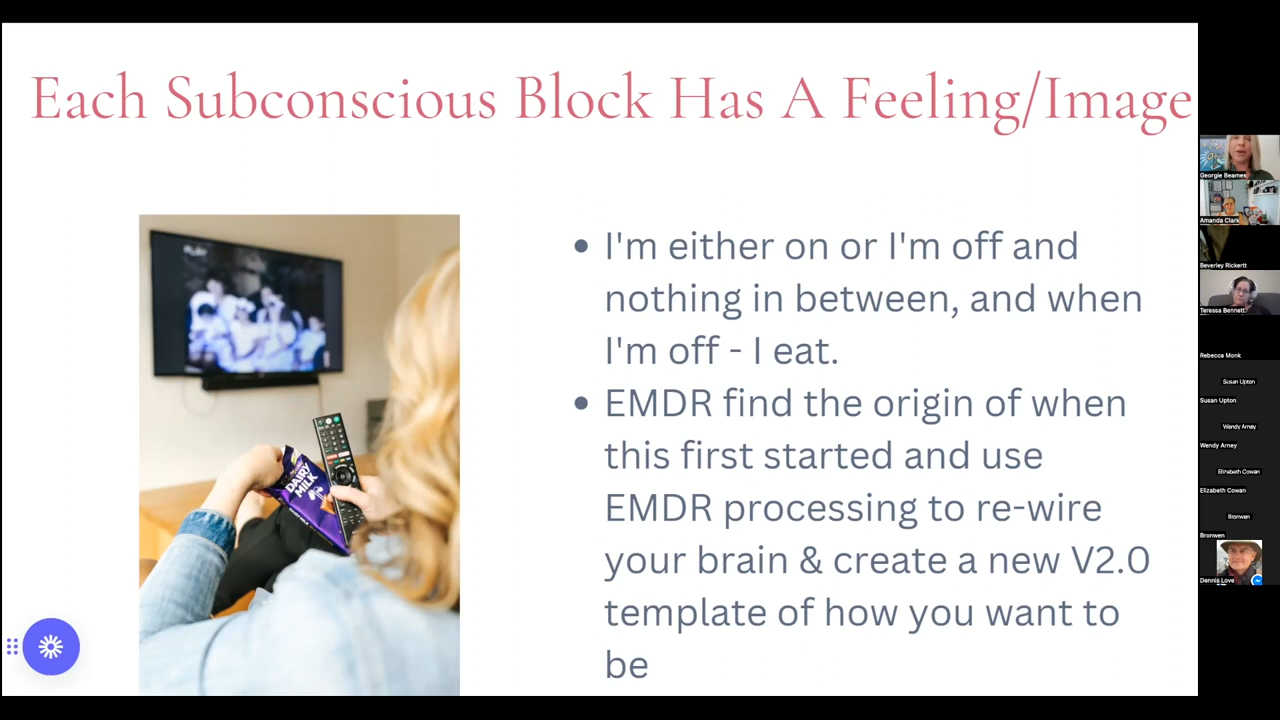 Each Subconscious Block Has A Feeling/Image
PLAY
DAIRY
MILK
I'm either on or I'm off and
nothing in between, and when
I'm off - I eat.
EMDR find the origin of when
this first started and use
EMDR processing to re-wire
your brain & create a new V2.0
template of how you want to
be
Georgie Beames
Amanda Clark
Beverley Rickertt
Teressa Bennett
Rebecca Monk
Susan Upton
Susan Upton
Wendy Arney
Wendy Arney
Elizabeth Cowan
Elizabeth Cowan
Bronwen
Bronwen
Dennis Love